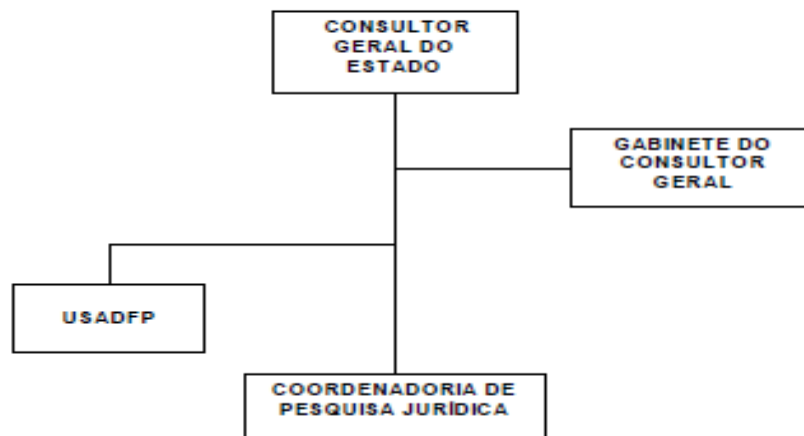 CONSULTOR
GERAL DO
ESTADO
GABINETE DO
CONSULTOR
GERAL
USADFP
COORDENADORIA DE
PESQUISA JURÍDICA